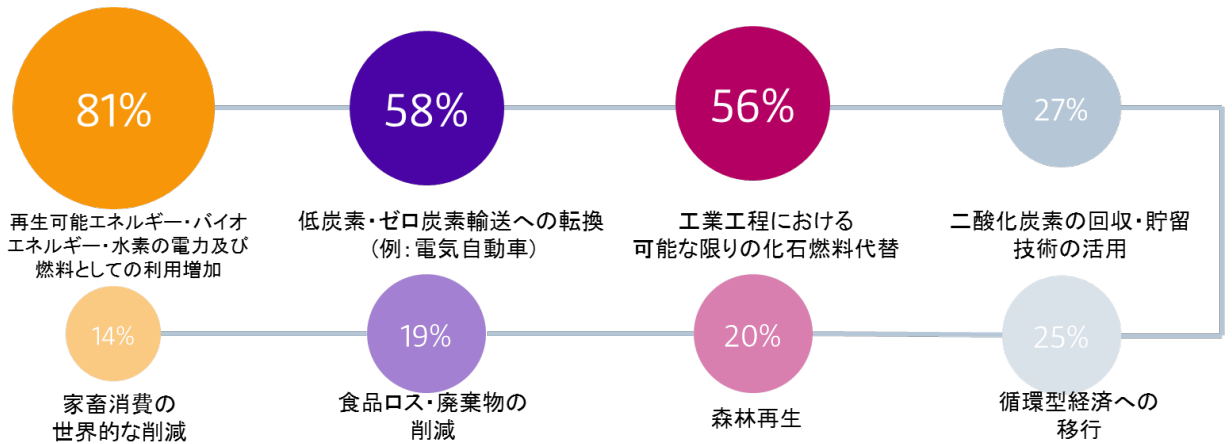 81%
58%
56%
27%
再生可能エネルギー・バイオ
エネルギー・水素の電力及び
燃料としての利用増加
低炭素・ゼロ炭素輸送への転換
（例：電気自動車）
工業工程における
可能な限りの化石燃料代替
二酸化炭素の回収・貯留
技術の活用
14%
19%
20%
25%
家畜消費の
世界的な削減
食品ロス・廃棄物の
削減
森林再生
循環型経済への
移行